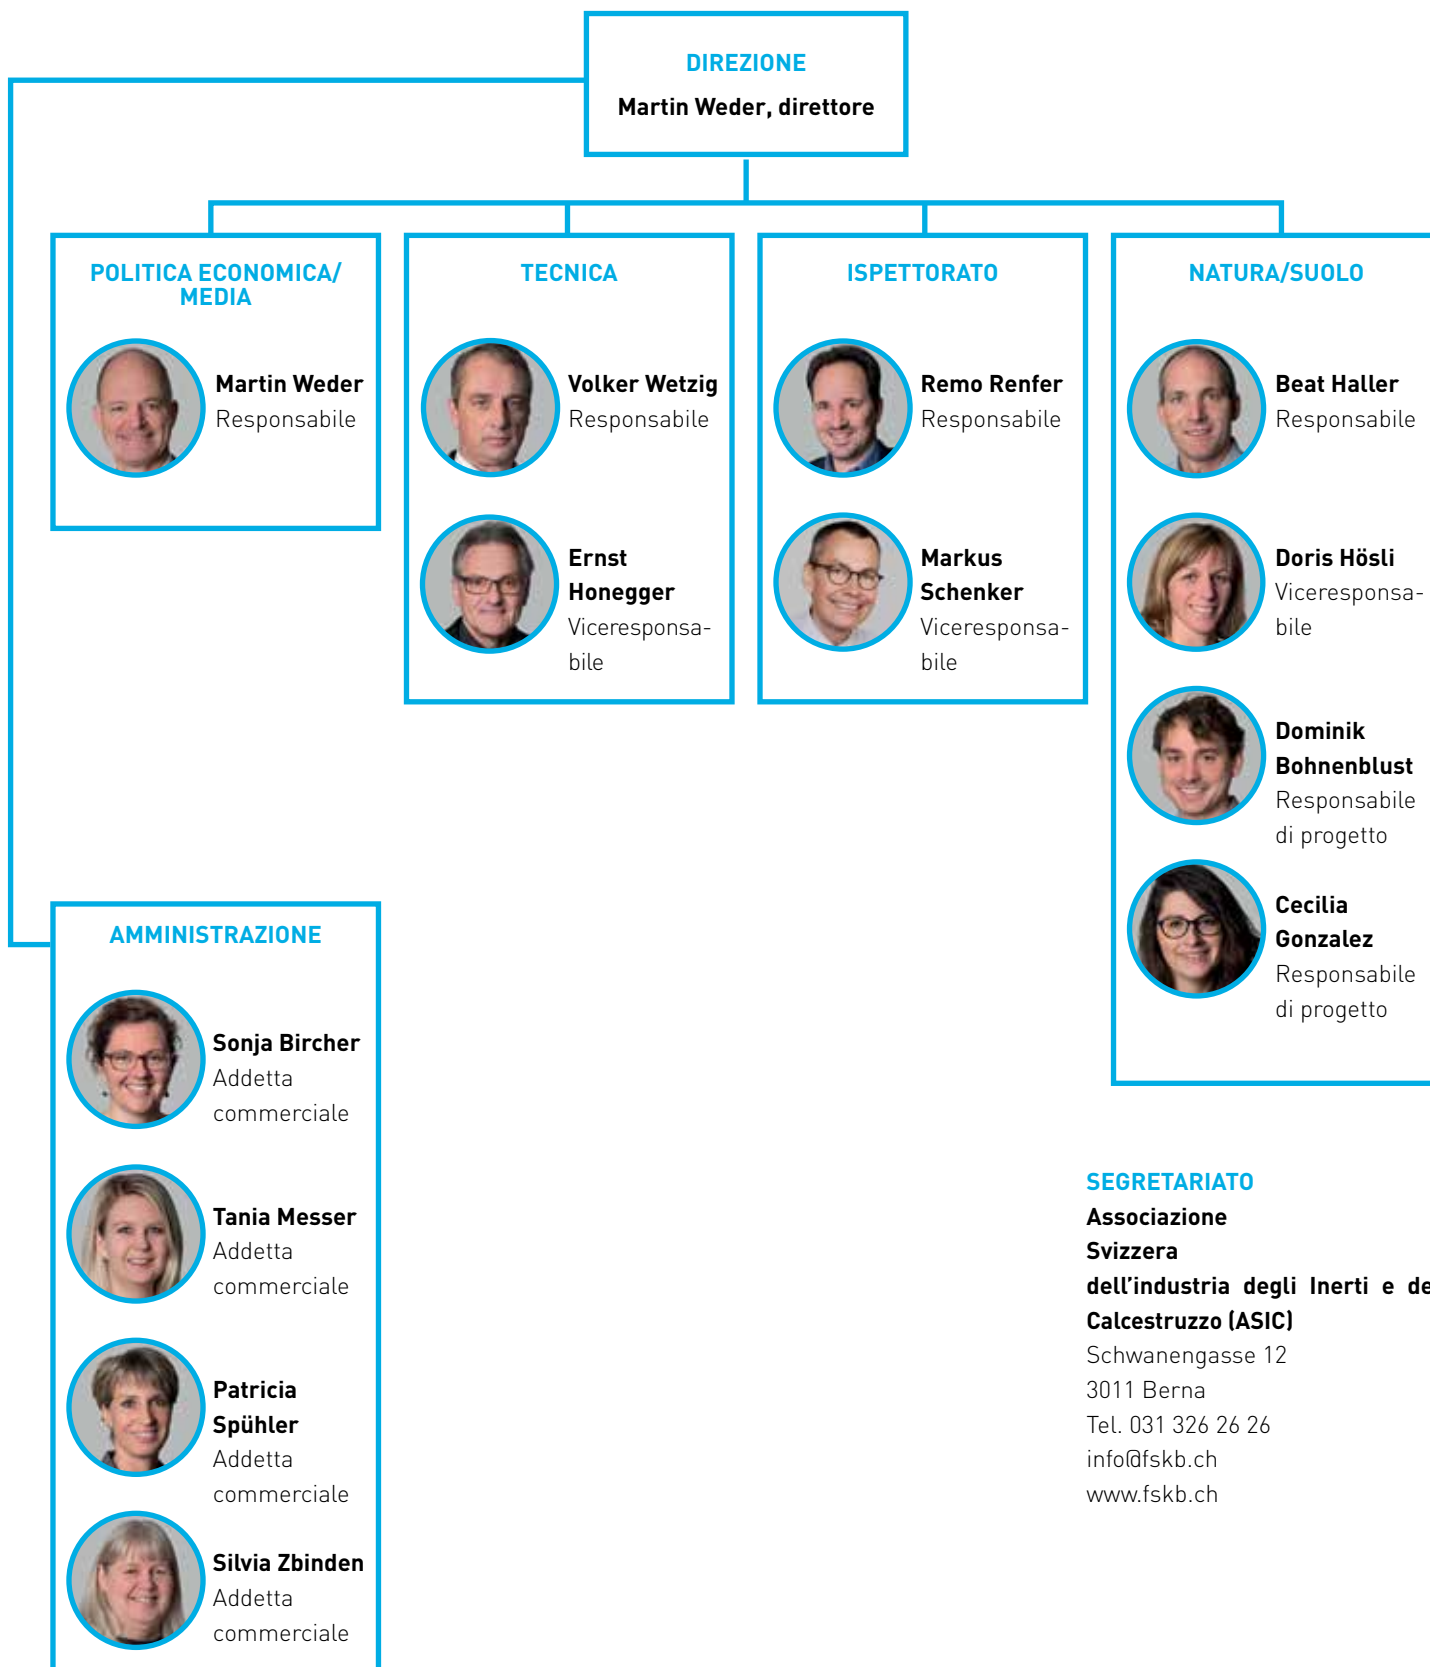 DIREZIONE
Martin Weder, direttore
POLITICA ECONOMICA/
MEDIA
Martin Weder
Responsabile
TECNICA
Volker Wetzig
Responsabile
Ernst
Honegger
Viceresponsa-
bile
ISPETTORATO
Remo Renfer
Responsabile
Markus
Schenker
Viceresponsa-
bile
NATURA/SUOLO
Beat Haller
Responsabile
Doris Hösli
Viceresponsa-
bile
Dominik
Bohnenblust
Responsabile
di progetto
Cecilia
Gonzalez
Responsabile
di progetto
AMMINISTRAZIONE
Sonja Bircher
Addetta
commerciale
Tania Messer
Addetta
commerciale
Patricia
Spühler
Addetta
commerciale
Silvia Zbinden
Addetta
commerciale
SEGRETARIATO
Associazione
Svizzera
dell’industria degli Inerti e de
Calcestruzzo (ASIC)
Schwanengasse 12
3011 Berna
Tel. 031 326 26 26
info@fskb.ch
www.fskb.ch